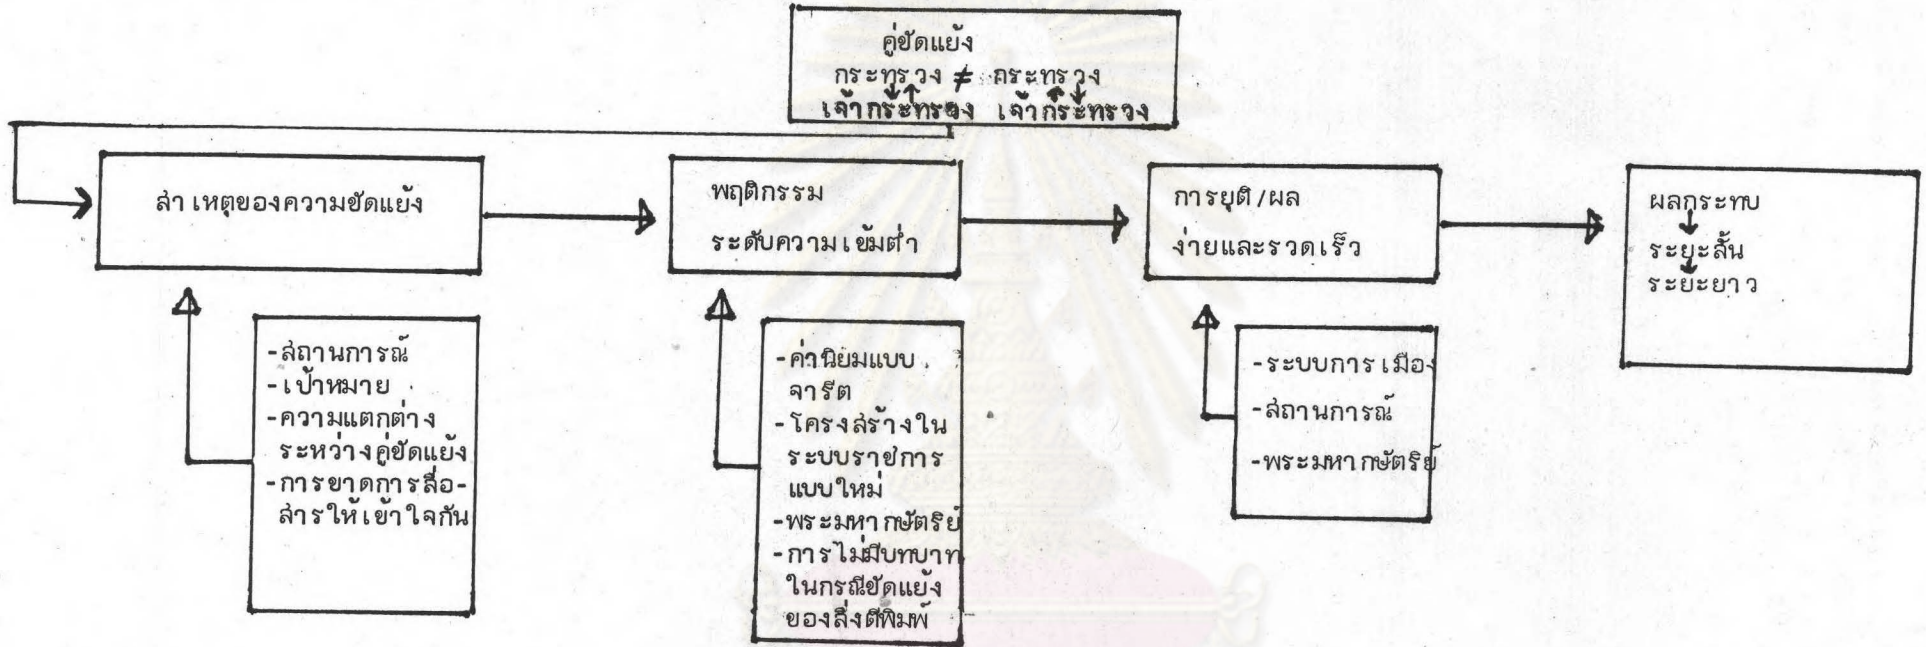 คู่ขัดแย้ง
กระทรวง ≠ กระทรวง
เจ้ากระทรวง เจ้ากระทรวง
สาเหตุของความขัดแย้ง
พฤติกรรม
ระดับความเข้มต่ำ
การยุติ/ผล
ง่ายและรวดเร็ว
ผลกระทบ
ระยะสั้น
ระยะยาว
-สถานการณ์
-เป้าหมาย
-ความแตกต่าง
ระหว่างคู่ขัดแย้ง
-การขาดการสื่อ-
สารให้เข้าใจกัน
-ค่านิยมแบบ
จารีต
-โครงสร้างใน
ระบบราชการ
แบบใหม่
-พระมหากษัตริย์
-การไม่มีบทบาท
ในกรณีขัดแย้ง
ของสิ่งตีพิมพ์
-ระบบการเมือง
-สถานการณ์
-พระมหากษัตริย์